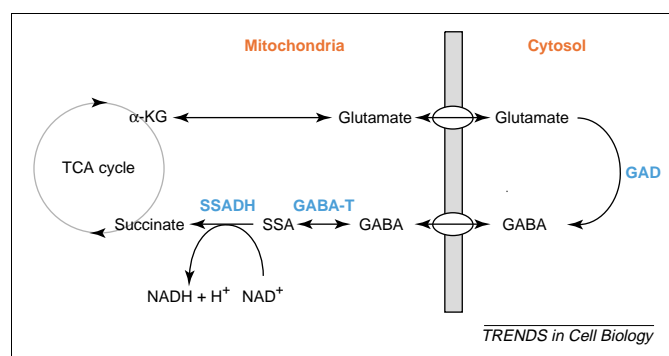 Mitochondria Cytosol
α-KG Glutamate Glutamate
TCA cycle GAD
SSADH GABA-T
Succinate SSA GABA GABA
NADH + H⁺ NAD⁺
TRENDS in Cell Biology